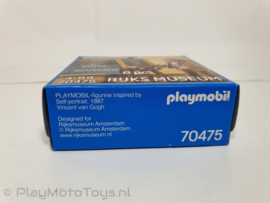 RIJKS MUSEUM
PLAYMOBIL-figurine inspired by
Self-portrait, 1887
Vincent van Gogh
playmobil
Designed for
Rijksmuseum Amsterdam
©Rijksmuseum Amsterdam
www.rijksmuseum.nl
70475
©PlayMotoToys.nl